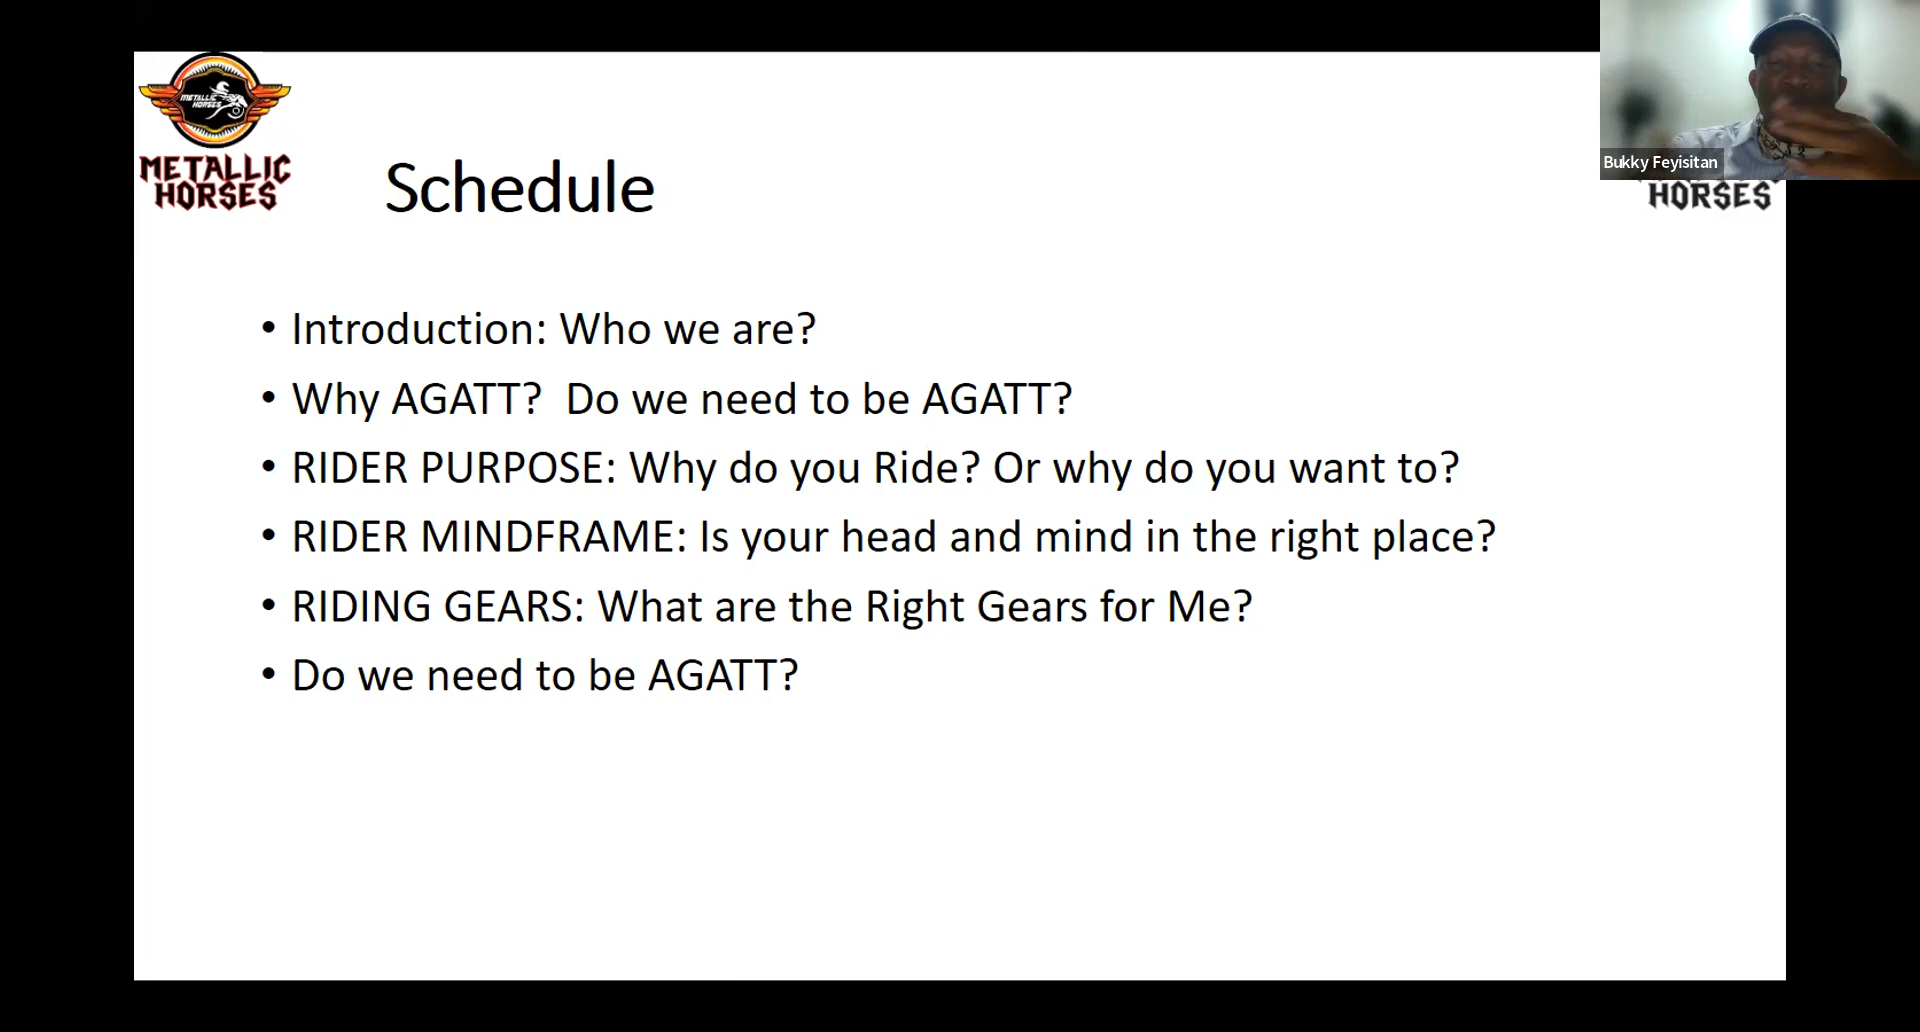 METALLIC
HORSES
METALLIC
HORSES
Schedule
Bukky Feyisitan
HORSES
• Introduction: Who we are?
• Why AGATT?  Do we need to be AGATT?
• RIDER PURPOSE: Why do you Ride? Or why do you want to?
• RIDER MINDFRAME: Is your head and mind in the right place?
• RIDING GEARS: What are the Right Gears for Me?
• Do we need to be AGATT?